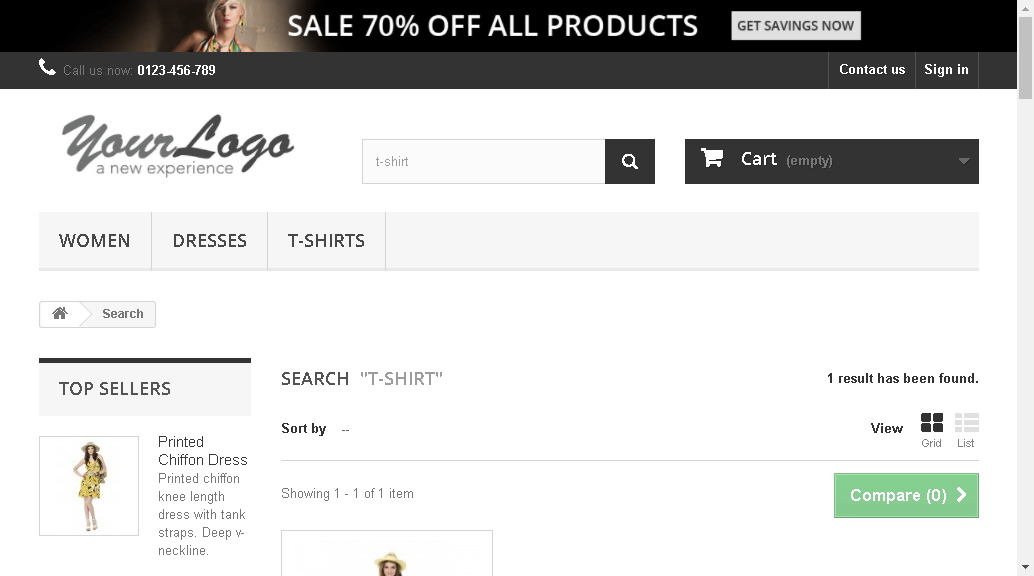 SALE 70% OFF ALL PRODUCTS
GET SAVINGS NOW
Call us now: 0123-456-789
Contact us
Sign in
YourLogo
a new experience
t-shirt
Cart (empty)
WOMEN
DRESSES
T-SHIRTS
Search
TOP SELLERS
Printed
Chiffon Dress
Printed chiffon
knee length
dress with tank
straps. Deep v-
neckline.
SEARCH "T-SHIRT"
1 result has been found.
Sort by --
View
Grid
List
Showing 1 - 1 of 1 item
Compare (0)